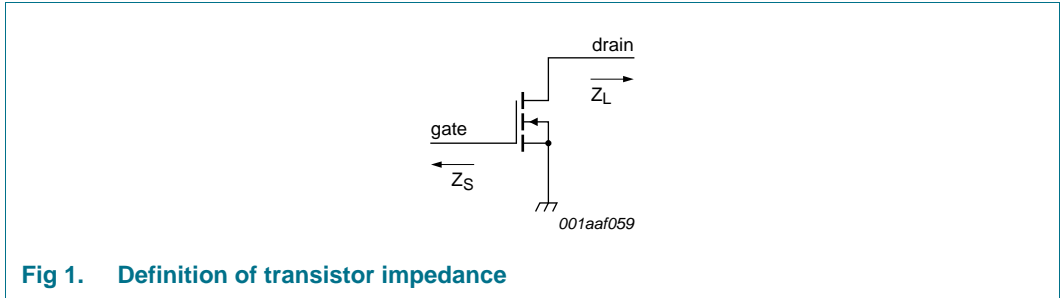 drain
Z_L
gate
Z_S
001aaf059
Fig 1. Definition of transistor impedance